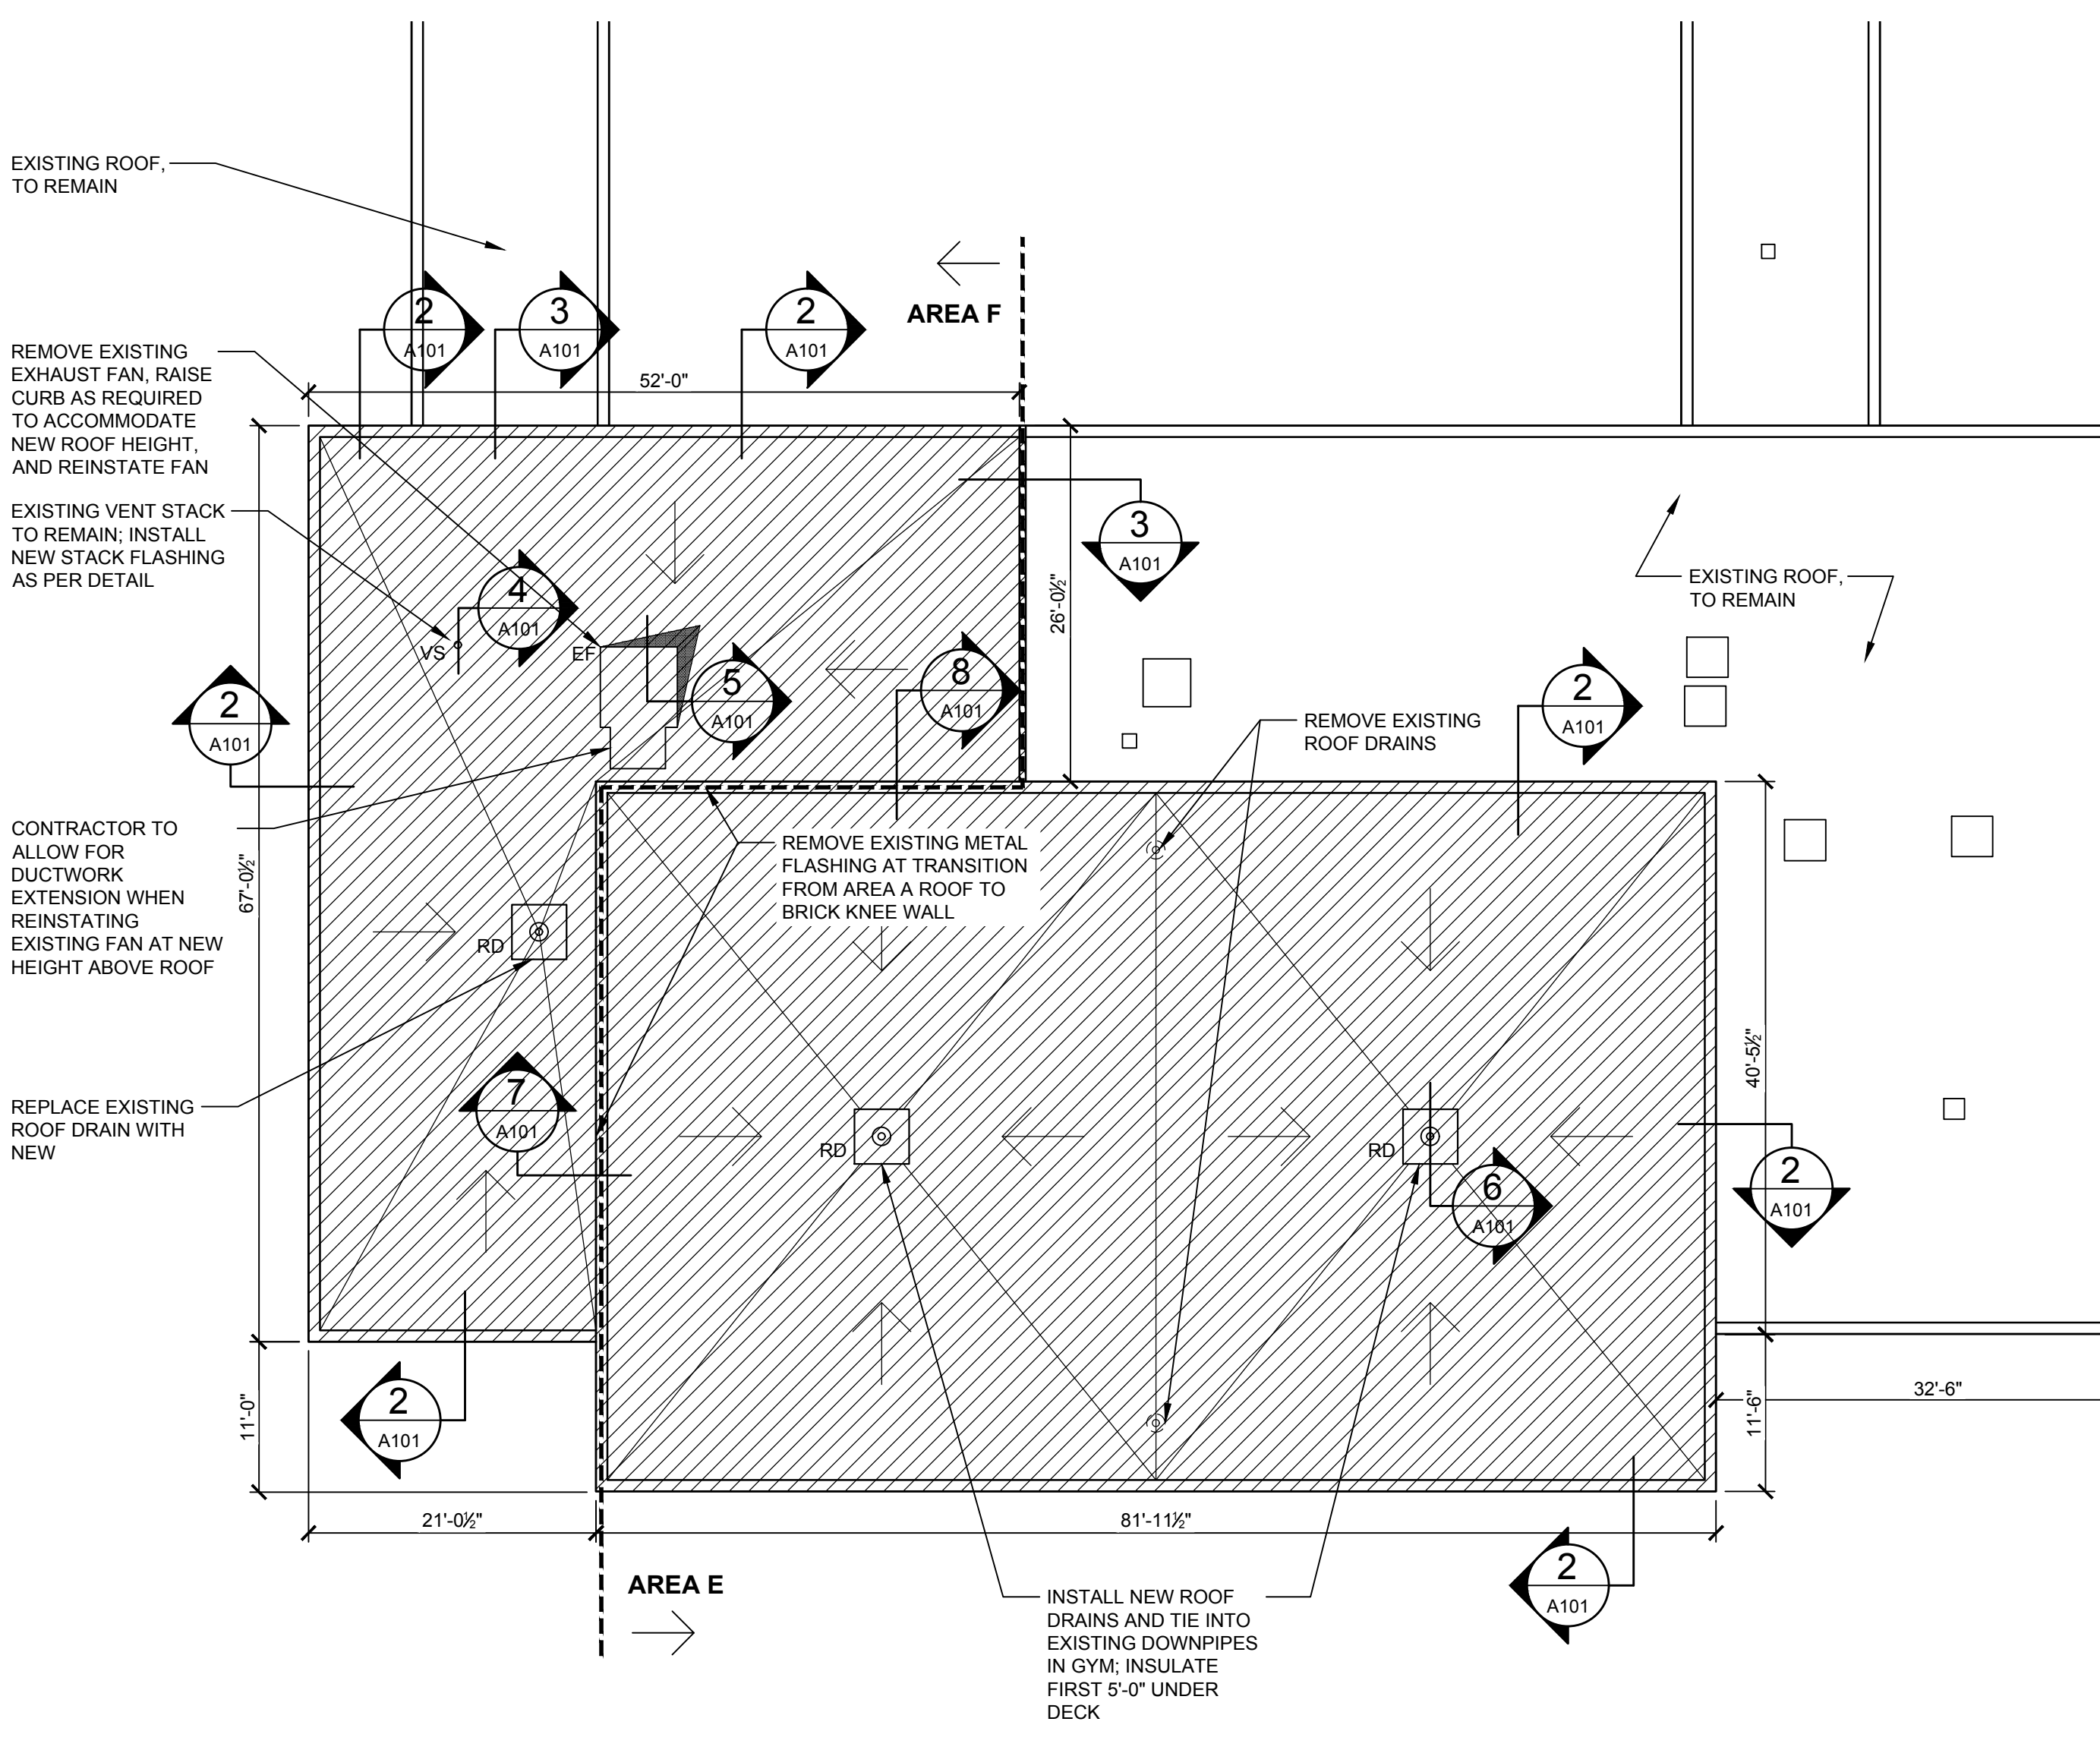 EXISTING ROOF,
TO REMAIN
AREA F
2
A101
3
A101
2
A101
REMOVE EXISTING
EXHAUST FAN, RAISE
CURB AS REQUIRED
TO ACCOMMODATE
NEW ROOF HEIGHT,
AND REINSTATE FAN
52'-0"
EXISTING VENT STACK
TO REMAIN; INSTALL
NEW STACK FLASHING
AS PER DETAIL
3
A101
26'-0½"
EXISTING ROOF,
TO REMAIN
4
A101
VS
EF
5
A101
8
A101
2
A101
2
A101
REMOVE EXISTING
ROOF DRAINS
CONTRACTOR TO
ALLOW FOR
DUCTWORK
EXTENSION WHEN
REINSTATING
EXISTING FAN AT NEW
HEIGHT ABOVE ROOF
67'-0½"
REMOVE EXISTING METAL
FLASHING AT TRANSITION
FROM AREA A ROOF TO
BRICK KNEE WALL
RD
40'-5½"
REPLACE EXISTING
ROOF DRAIN WITH
NEW
7
A101
RD
RD
6
A101
2
A101
2
A101
11'-0"
11'-6"
32'-6"
21'-0½"
81'-11½"
AREA E
2
A101
INSTALL NEW ROOF
DRAINS AND TIE INTO
EXISTING DOWNPIPES
IN GYM; INSULATE
FIRST 5'-0" UNDER
DECK